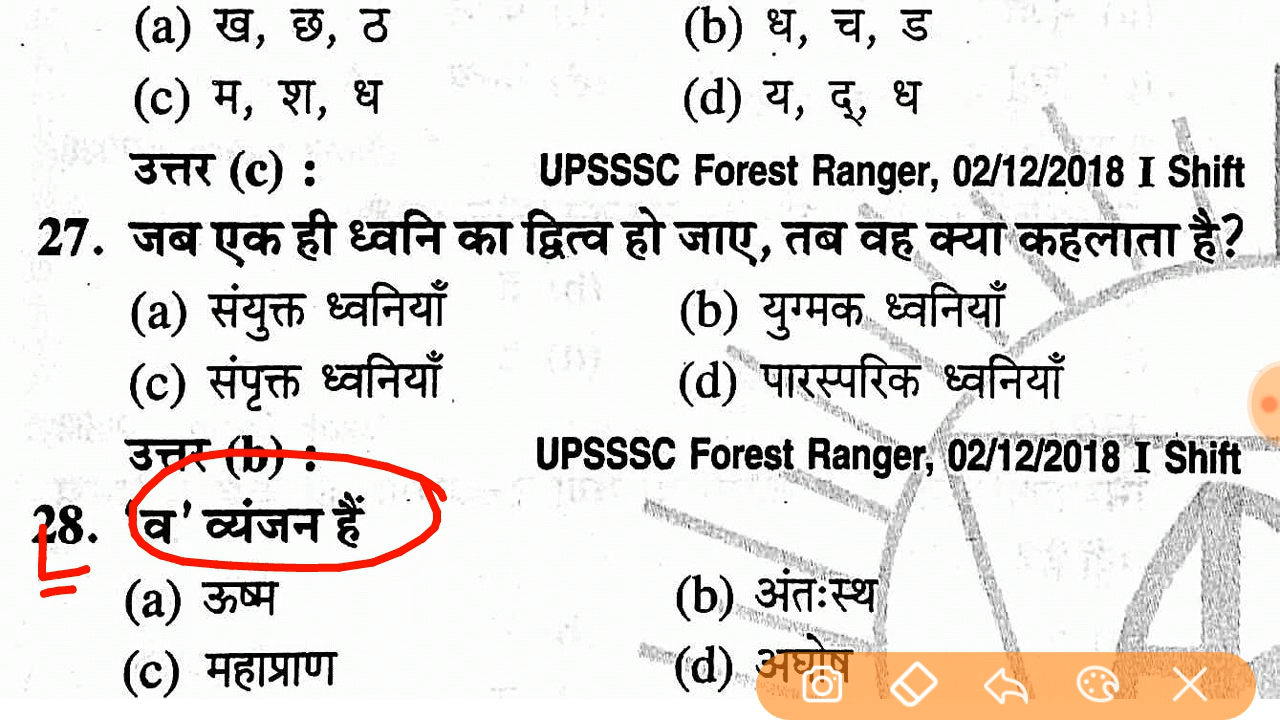 (a) ख, छ, ठ (b) ध, च, ड
(c) म, श, ध (d) य, द्, ध
उत्तर (c) : UPSSSC Forest Ranger, 02/12/2018 I Shift
27. जब एक ही ध्वनि का द्वित्व हो जाए, तब वह क्या कहलाता है?
(a) संयुक्त ध्वनियाँ (b) युग्मक ध्वनियाँ
(c) संपृक्त ध्वनियाँ (d) पारस्परिक ध्वनियाँ
उत्तर (b) : UPSSSC Forest Ranger, 02/12/2018 I Shift
28. 'व' व्यंजन हैं
(a) ऊष्म (b) अंतःस्थ
(c) महाप्राण (d) अघोष